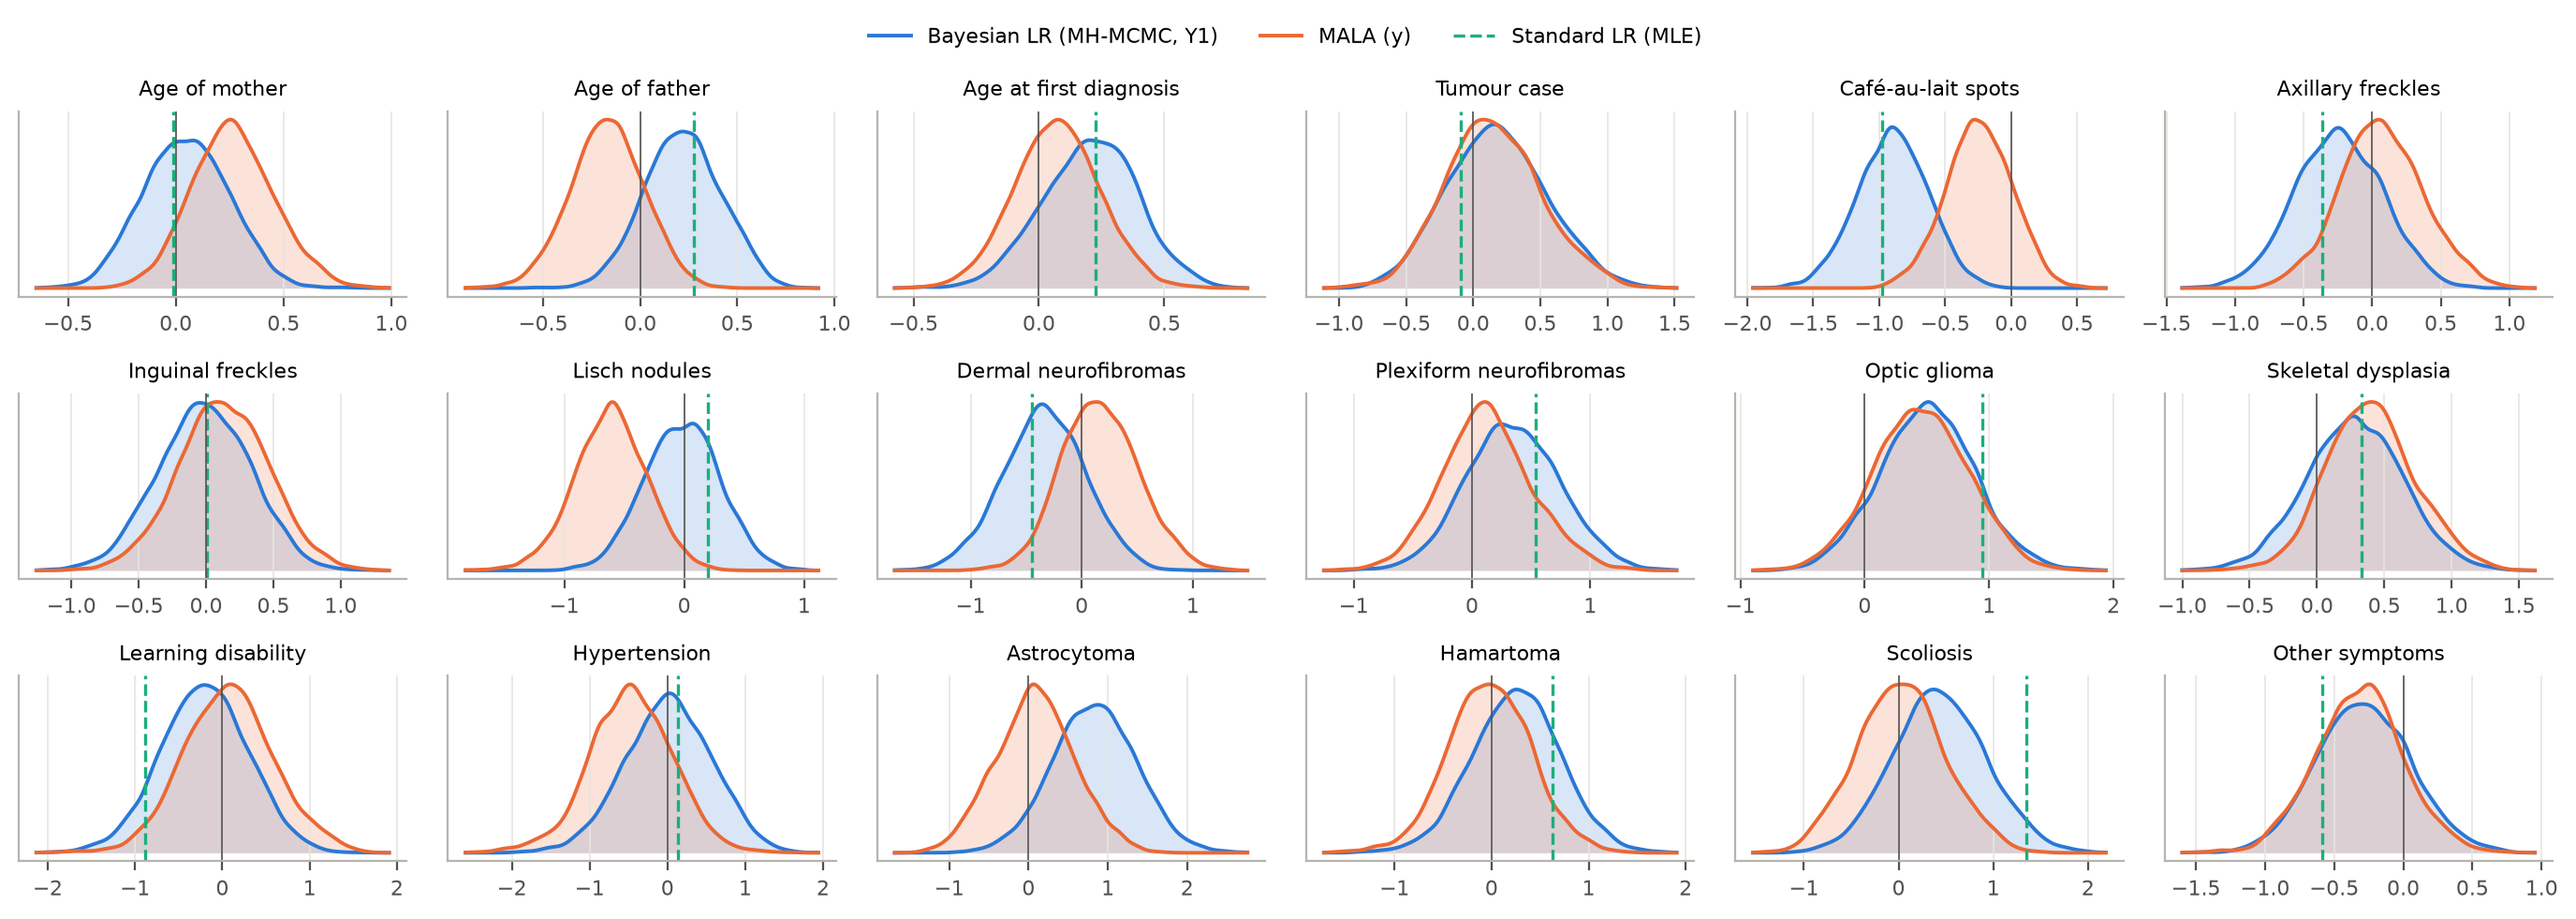 Bayesian LR (MH-MCMC, Y1) MALA (y) Standard LR (MLE)
Age of mother Age of father Age at first diagnosis Tumour case Café-au-lait spots Axillary freckles
−0.5 0.0 0.5 1.0 −0.5 0.0 0.5 1.0 −0.5 0.0 0.5 −1.0 −0.5 0.0 0.5 1.0 1.5 −2.0 −1.5 −1.0 −0.5 0.0 0.5 −1.5 −1.0 −0.5 0.0 0.5 1.0
Inguinal freckles Lisch nodules Dermal neurofibromas Plexiform neurofibromas Optic glioma Skeletal dysplasia
−1.0 −0.5 0.0 0.5 1.0 −1 0 1 −1 0 1 −1 0 1 −1 0 1 2 −1.0 −0.5 0.0 0.5 1.0 1.5
Learning disability Hypertension Astrocytoma Hamartoma Scoliosis Other symptoms
−2 −1 0 1 2 −2 −1 0 1 2 −1 0 1 2 −1 0 1 2 −1 0 1 2 −1.5 −1.0 −0.5 0.0 0.5 1.0